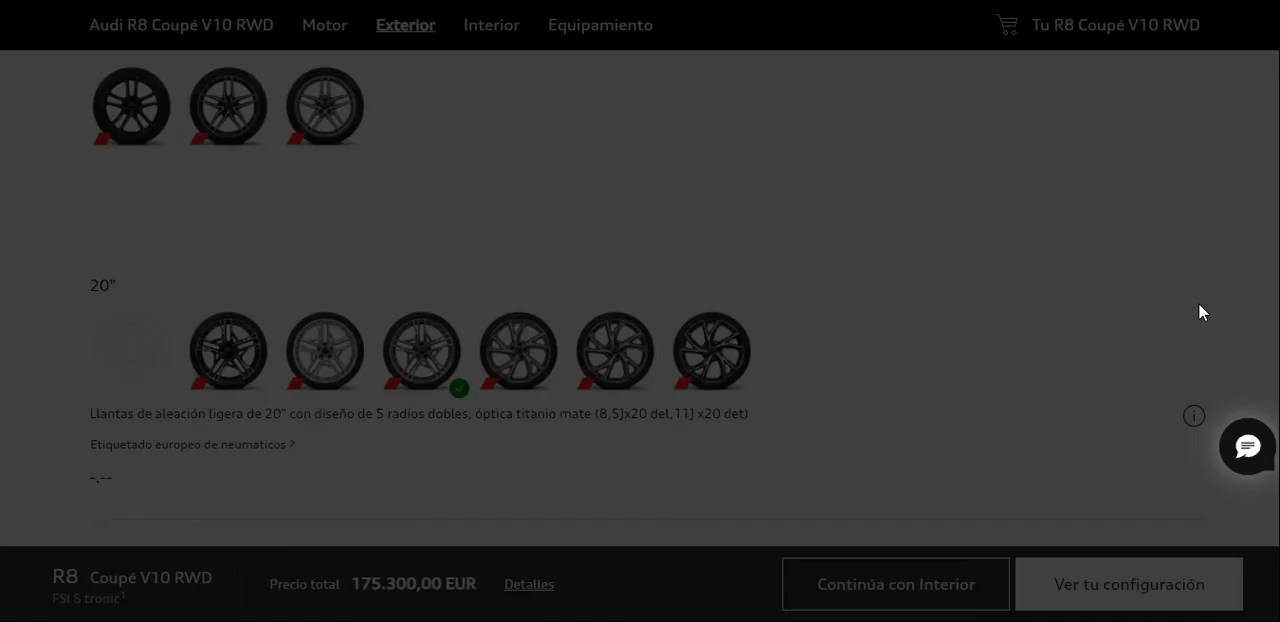 Audi R8 Coupé V10 RWD Motor Exterior Interior Equipamiento Tu R8 Coupé V10 RWD
20"
Llantas de aleación ligera de 20" con diseño de 5 radios dobles, óptica titanio mate (8,5Jx20 del,11J x20 det)
Etiquetado europeo de neumaticos >
-,--
R8 Coupé V10 RWD
FSI S tronic¹
Precio total 175.300,00 EUR Detalles
Continúa con Interior
Ver tu configuración